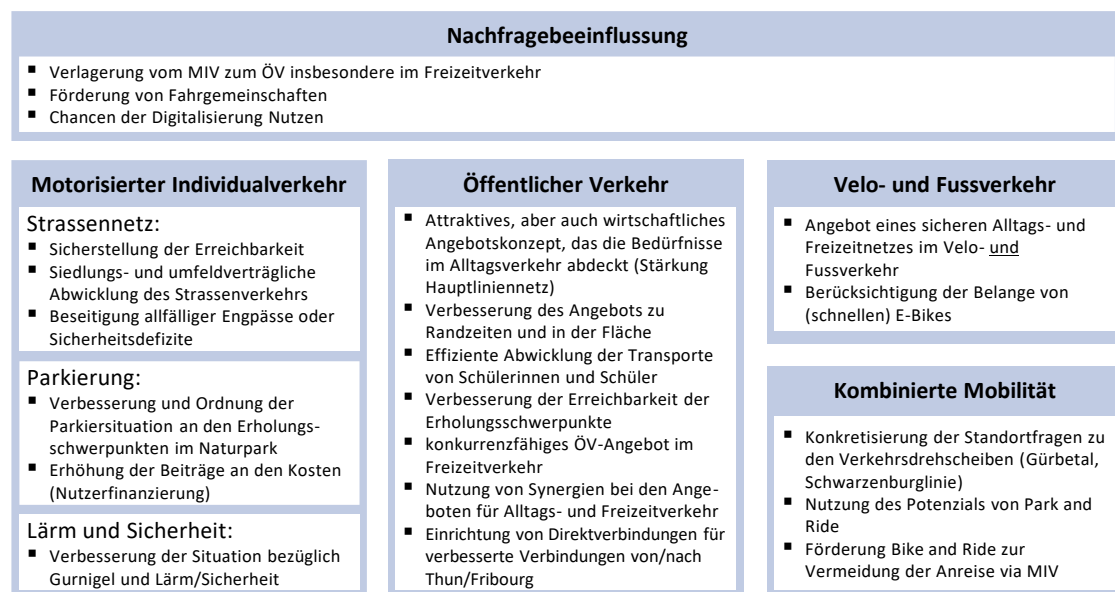 Nachfragebeeinflussung
▪ Verlagerung vom MIV zum ÖV insbesondere im Freizeitverkehr
▪ Förderung von Fahrgemeinschaften
▪ Chancen der Digitalisierung Nutzen
Motorisierter Individualverkehr
Strassennetz:
▪ Sicherstellung der Erreichbarkeit
▪ Siedlungs- und umfeldverträgliche
Abwicklung des Strassenverkehrs
▪ Beseitigung allfälliger Engpässe oder
Sicherheitsdefizite
Parkierung:
▪ Verbesserung und Ordnung der
Parkiersituation an den Erholungs-
schwerpunkten im Naturpark
▪ Erhöhung der Beiträge an den Kosten
(Nutzerfinanzierung)
Lärm und Sicherheit:
▪ Verbesserung der Situation bezüglich
Gurnigel und Lärm/Sicherheit
Öffentlicher Verkehr
▪ Attraktives, aber auch wirtschaftliches
Angebotskonzept, das die Bedürfnisse
im Alltagsverkehr abdeckt (Stärkung
Hauptliniennetz)
▪ Verbesserung des Angebots zu
Randzeiten und in der Fläche
▪ Effiziente Abwicklung der Transporte
von Schülerinnen und Schüler
▪ Verbesserung der Erreichbarkeit der
Erholungsschwerpunkte
▪ konkurrenzfähiges ÖV-Angebot im
Freizeitverkehr
▪ Nutzung von Synergien bei den Ange-
boten für Alltags- und Freizeitverkehr
▪ Einrichtung von Direktverbindungen für
verbesserte Verbindungen von/nach
Thun/Fribourg
Velo- und Fussverkehr
▪ Angebot eines sicheren Alltags- und
Freizeitnetzes im Velo- und
Fussverkehr
▪ Berücksichtigung der Belange von
(schnellen) E-Bikes
Kombinierte Mobilität
▪ Konkretisierung der Standortfragen zu
den Verkehrsdrehscheiben (Gürbetal,
Schwarzenburglinie)
▪ Nutzung des Potenzials von Park and
Ride
▪ Förderung Bike and Ride zur
Vermeidung der Anreise via MIV